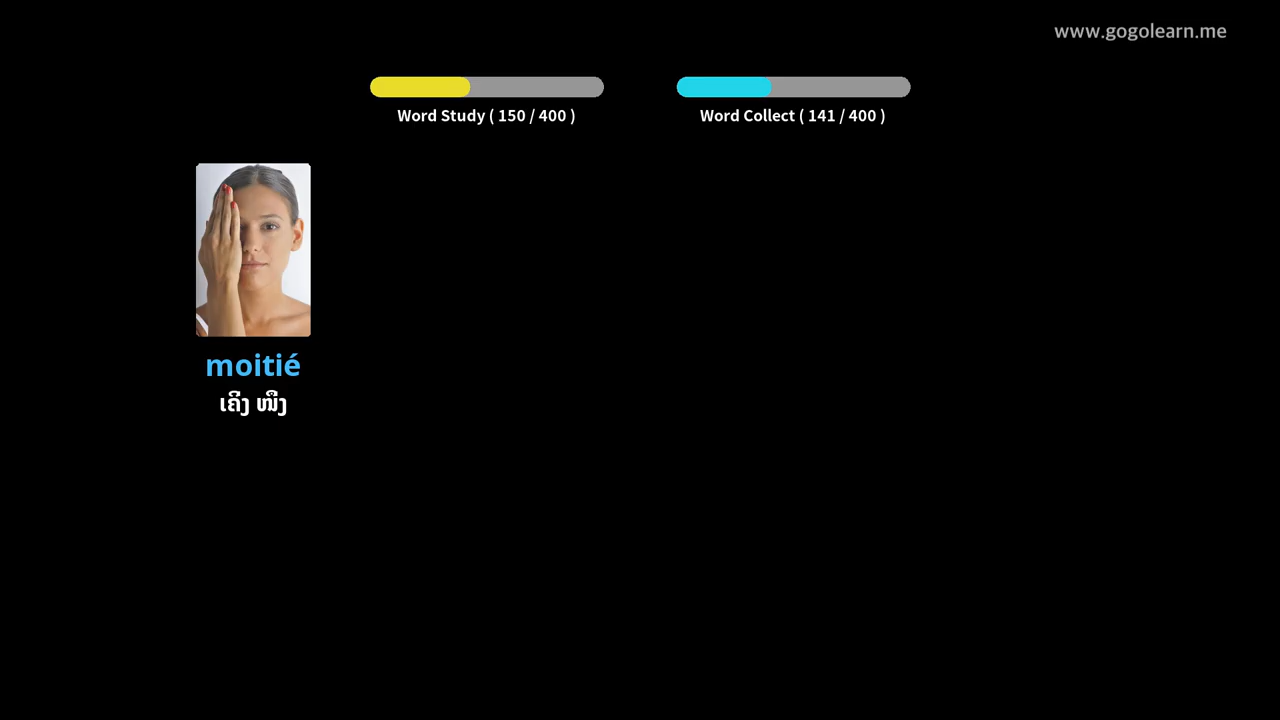 www.gogolearn.me
Word Study ( 150 / 400 )
Word Collect ( 141 / 400 )
moitié
ເຄິ່ງ ໜຶ່ງ